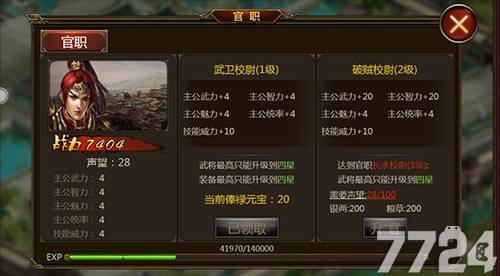 官职
官职
武卫校尉(1级)
主公武力+4 主公智力+4
主公魅力+4 主公统率+4
技能威力+10
武将最高只能升级到四星
装备最高只能升级到四星
当前俸禄元宝：20
已领取
破贼校尉(2级)
主公武力+20 主公智力+20
主公魅力+4 主公统率+4
技能威力+10
达到官职长水校尉(3级):
武将最高只能升级到四星
需要声望:28/100
银两:200 粮草:200
升官
战力7404
声望：28
主公武力： 4
主公智力： 4
主公魅力： 4
主公统率： 4
技能威力： 4
EXP
41970/140000
7724